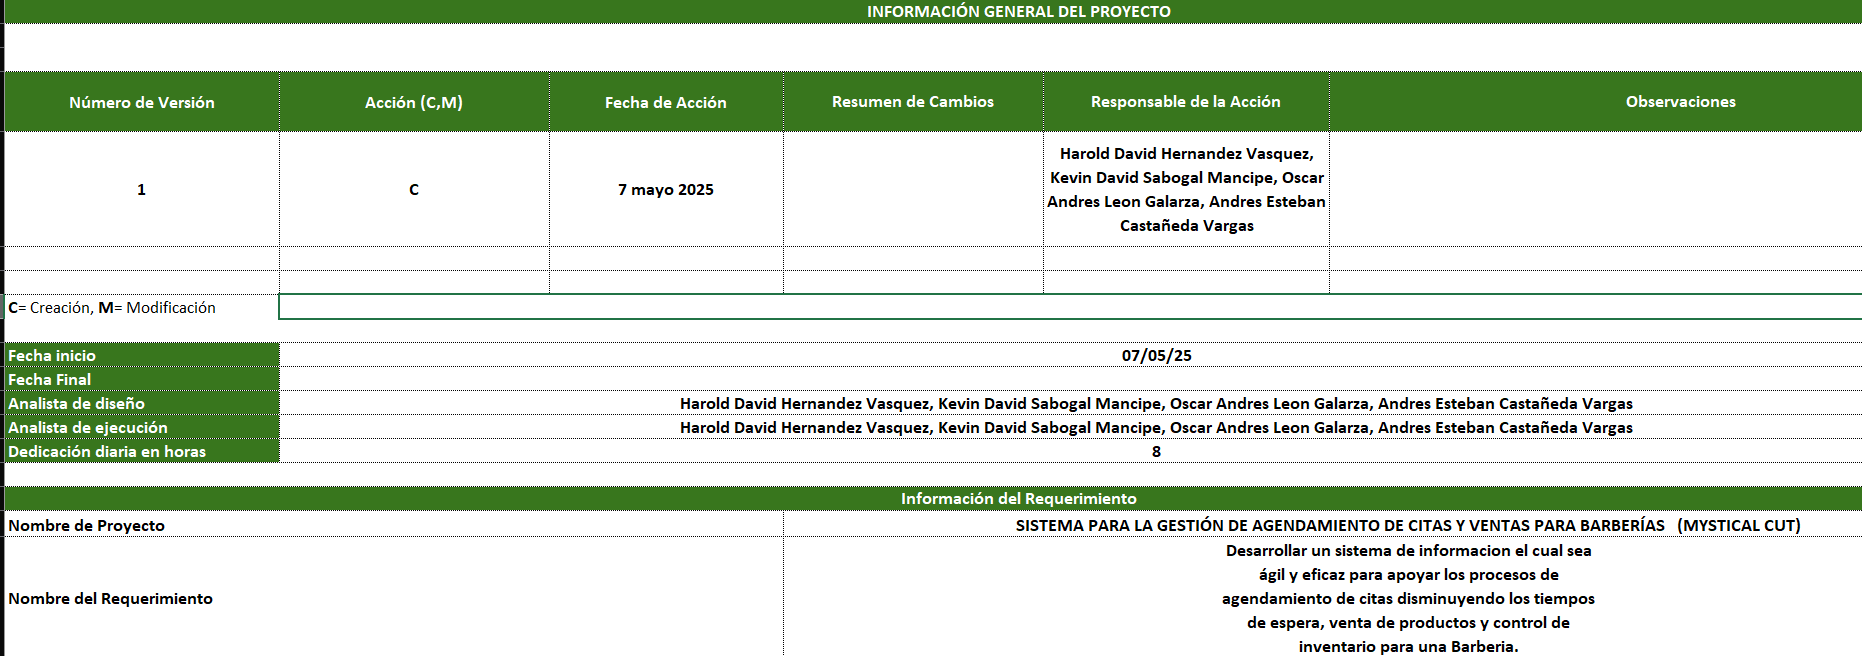 INFORMACIÓN GENERAL DEL PROYECTO
Número de Versión Acción (C,M) Fecha de Acción Resumen de Cambios Responsable de la Acción Observaciones
1 C 7 mayo 2025
Harold David Hernandez Vasquez,
Kevin David Sabogal Mancipe, Oscar
Andres Leon Galarza, Andres Esteban
Castañeda Vargas
C= Creación, M= Modificación
Fecha inicio 07/05/25
Fecha Final
Analista de diseño Harold David Hernandez Vasquez, Kevin David Sabogal Mancipe, Oscar Andres Leon Galarza, Andres Esteban Castañeda Vargas
Analista de ejecución Harold David Hernandez Vasquez, Kevin David Sabogal Mancipe, Oscar Andres Leon Galarza, Andres Esteban Castañeda Vargas
Dedicación diaria en horas 8
Información del Requerimiento
Nombre de Proyecto SISTEMA PARA LA GESTIÓN DE AGENDAMIENTO DE CITAS Y VENTAS PARA BARBERÍAS (MYSTICAL CUT)
Nombre del Requerimiento
Desarrollar un sistema de informacion el cual sea
ágil y eficaz para apoyar los procesos de
agendamiento de citas disminuyendo los tiempos
de espera, venta de productos y control de
inventario para una Barberia.